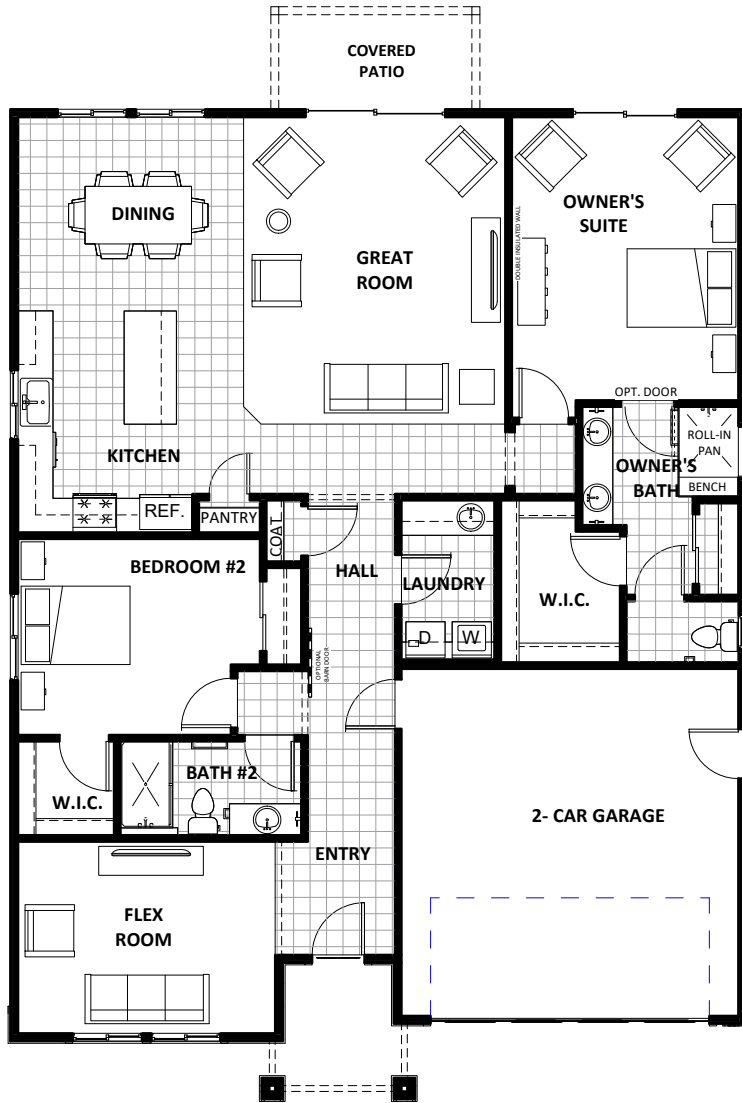 COVERED
PATIO
DINING
GREAT
ROOM
DOUBLE INSULATED WALL
OWNER'S
SUITE
OPT. DOOR
KITCHEN
REF.
PANTRY
COAT
ROLL-IN
PAN
BENCH
OWNER'S
BATH
BEDROOM #2
HALL
LAUNDRY
D
W
W.I.C.
OPTIONAL
BARN DOOR
W.I.C.
BATH #2
2- CAR GARAGE
ENTRY
FLEX
ROOM